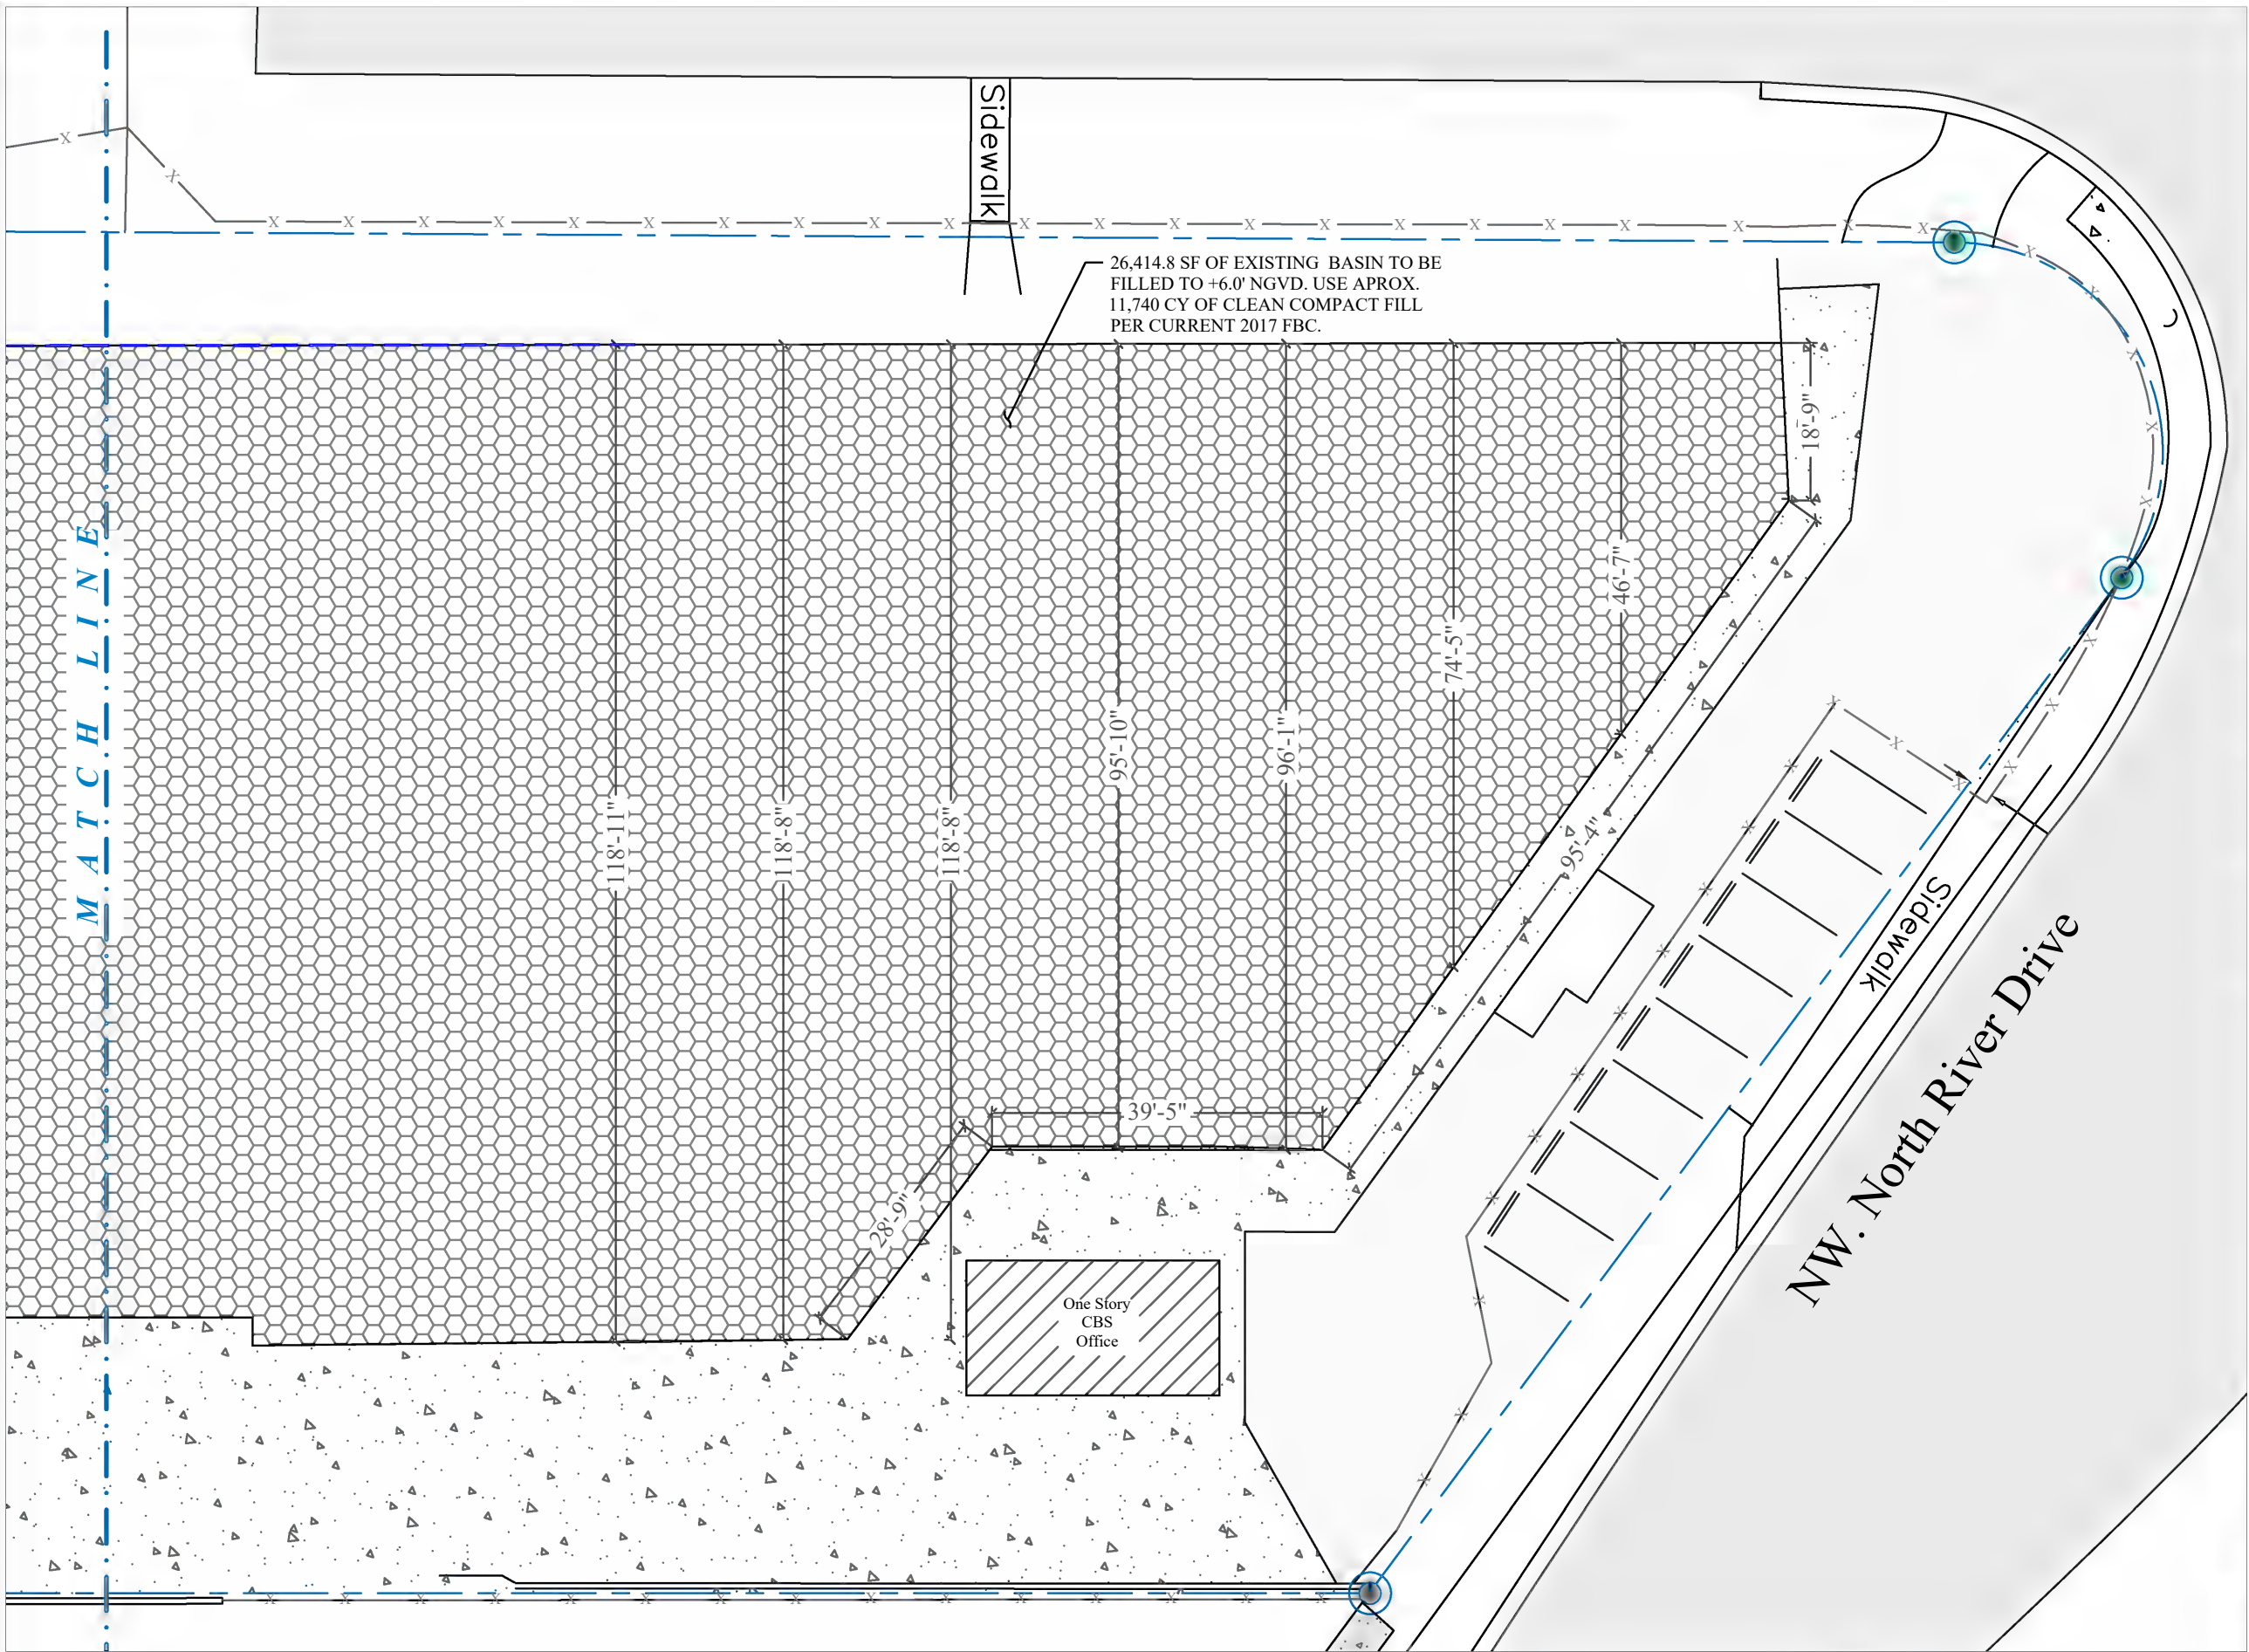 Sidewalk
26,414.8 SF OF EXISTING BASIN TO BE
FILLED TO +6.0' NGVD. USE APROX.
11,740 CY OF CLEAN COMPACT FILL
PER CURRENT 2017 FBC.
18'-9"
MATCH LINE
118'-11"
118'-8"
118'-8"
95'-10"
96'-1"
74'-5"
46'-7"
95'-4"
39'-5"
28'-9"
Sidewalk
NW. North River Drive
One Story
CBS
Office